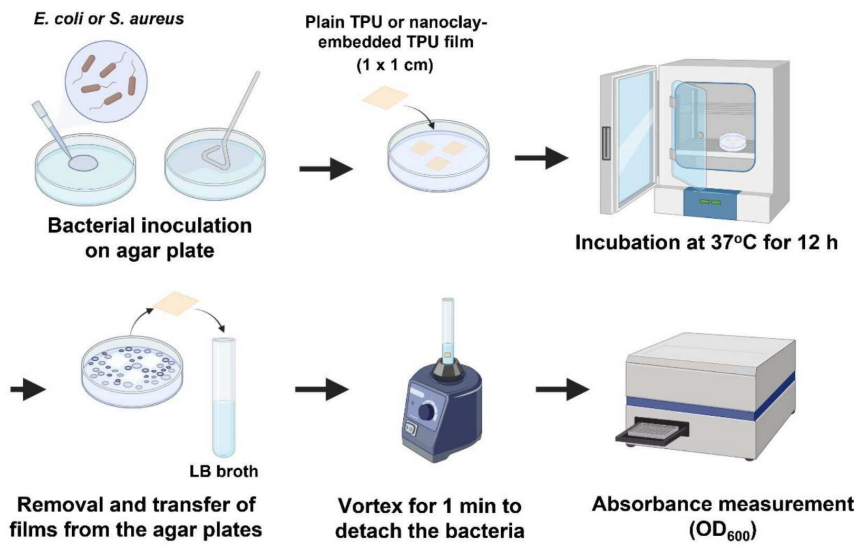 E. coli or S. aureus
Plain TPU or nanoclay-
embedded TPU film
(1 x 1 cm)
Bacterial inoculation
on agar plate
Incubation at 37ºC for 12 h
LB broth
Removal and transfer of
films from the agar plates
Vortex for 1 min to
detach the bacteria
Absorbance measurement
(OD₆₀₀)